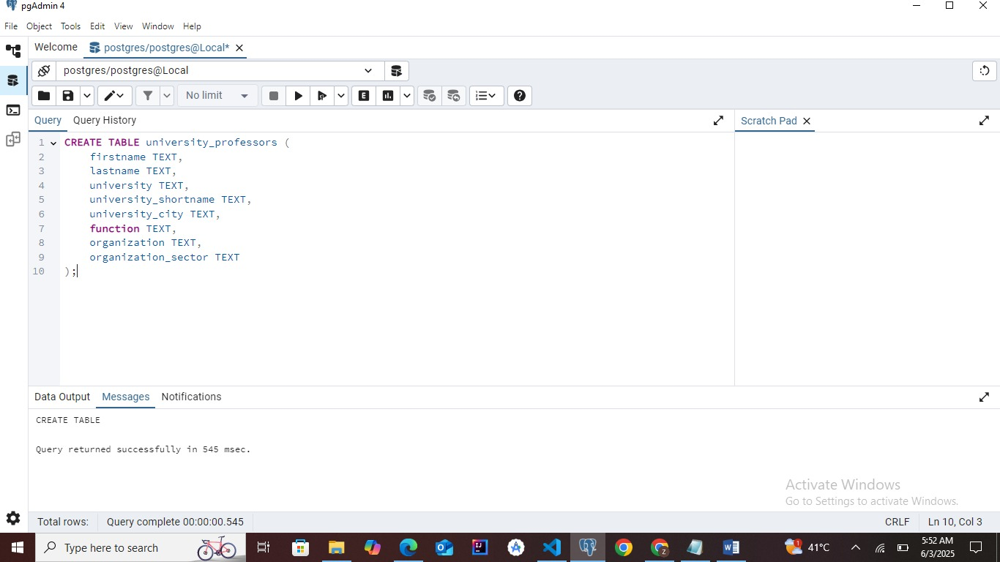 pgAdmin 4
File Object Tools Edit View Window Help
Welcome postgres/postgres@Local*
postgres/postgres@Local
No limit
E
Query Query History
Scratch Pad
1 CREATE TABLE university_professors (
2 firstname TEXT,
3 lastname TEXT,
4 university TEXT,
5 university_shortname TEXT,
6 university_city TEXT,
7 function TEXT,
8 organization TEXT,
9 organization_sector TEXT
10 );
Data Output Messages Notifications
CREATE TABLE
Query returned successfully in 545 msec.
Activate Windows
Go to Settings to activate Windows.
Total rows: Query complete 00:00:00.545 CRLF Ln 10, Col 3
Type here to search
41°C
5:52 AM
6/3/2025